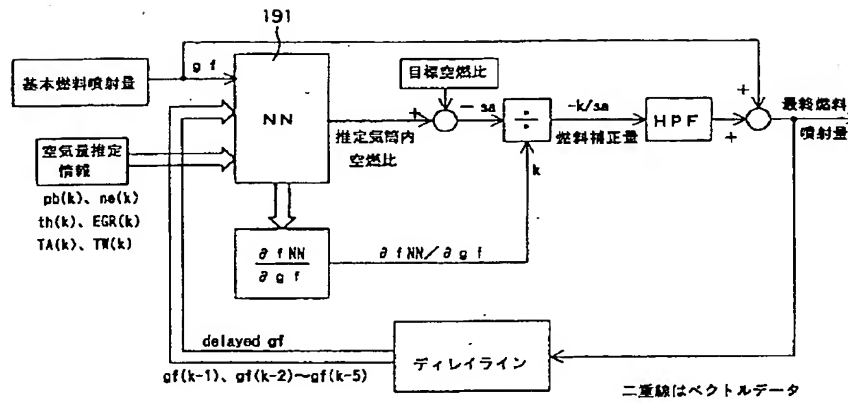 191
基本燃料噴射量
g f
NN
目標空燃比
+
− sa
推定気筒内
空燃比
÷
-k/sa
燃料補正量
HPF
+
+
最終燃料
噴射量
k
空気量推定
情報
pb(k)、ne(k)
th(k)、EGR(k)
TA(k)、TW(k)
∂ f NN
∂ g f
∂ f NN/∂ g f
delayed gf
gf(k-1)、gf(k-2)〜gf(k-5)
ディレイライン
二重線はベクトルデータ